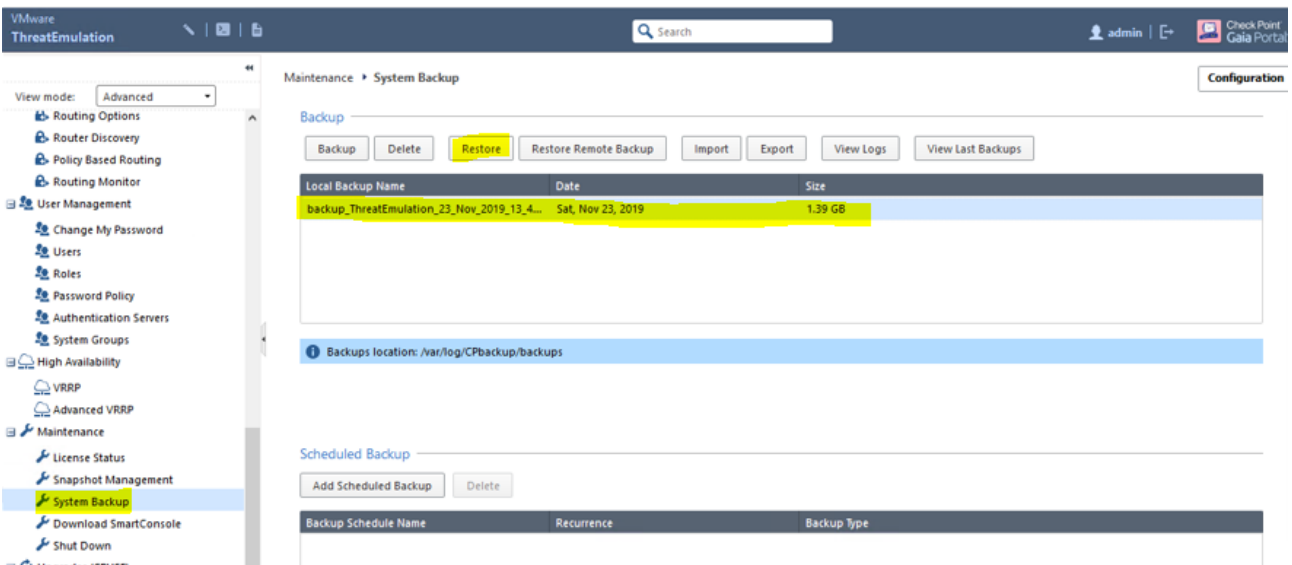 VMware
ThreatEmulation
Search
admin
Check Point
Gaia Portal
View mode: Advanced
Routing Options
Router Discovery
Policy Based Routing
Routing Monitor
User Management
Change My Password
Users
Roles
Password Policy
Authentication Servers
System Groups
High Availability
VRRP
Advanced VRRP
Maintenance
License Status
Snapshot Management
System Backup
Download SmartConsole
Shut Down
Maintenance System Backup
Configuration
Backup
Backup Delete Restore Restore Remote Backup Import Export View Logs View Last Backups
Local Backup Name Date Size
backup_ThreatEmulation_23_Nov_2019_13_4... Sat, Nov 23, 2019 1.39 GB
Backups location: /var/log/CPbackup/backups
Scheduled Backup
Add Scheduled Backup Delete
Backup Schedule Name Recurrence Backup Type